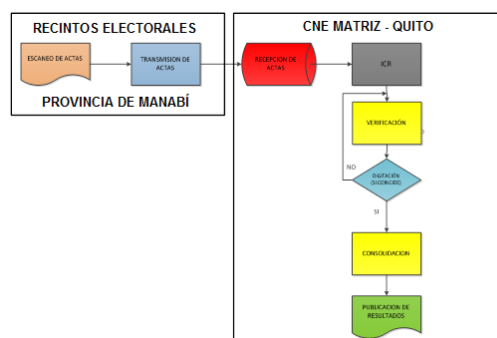 RECINTOS ELECTORALES
ESCANEO DE ACTAS
TRANSMISION DE
ACTAS
PROVINCIA DE MANABÍ
CNE MATRIZ - QUITO
RECEPCION DE
ACTAS
ICR
VERIFICACIÓN
DIGITACIÓN
NO
SI
CONSOLIDACION
PUBLICACION DE
RESULTADOS